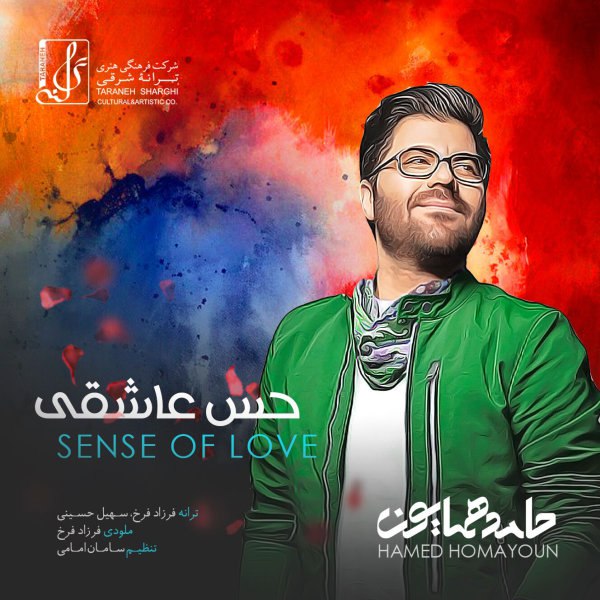 TARANEH
شرکت فرهنگی هنری
ترانهٔ شرقی
TARANEH SHARGHI
CULTURAL&ARTISTIC CO.
حس عاشقی
SENSE OF LOVE
ترانه فرزاد فرخ، سهیل حسینی
ملودی فرزاد فرخ
تنظیم سامان امامی
حامد همایون
HAMED HOMAYOUN